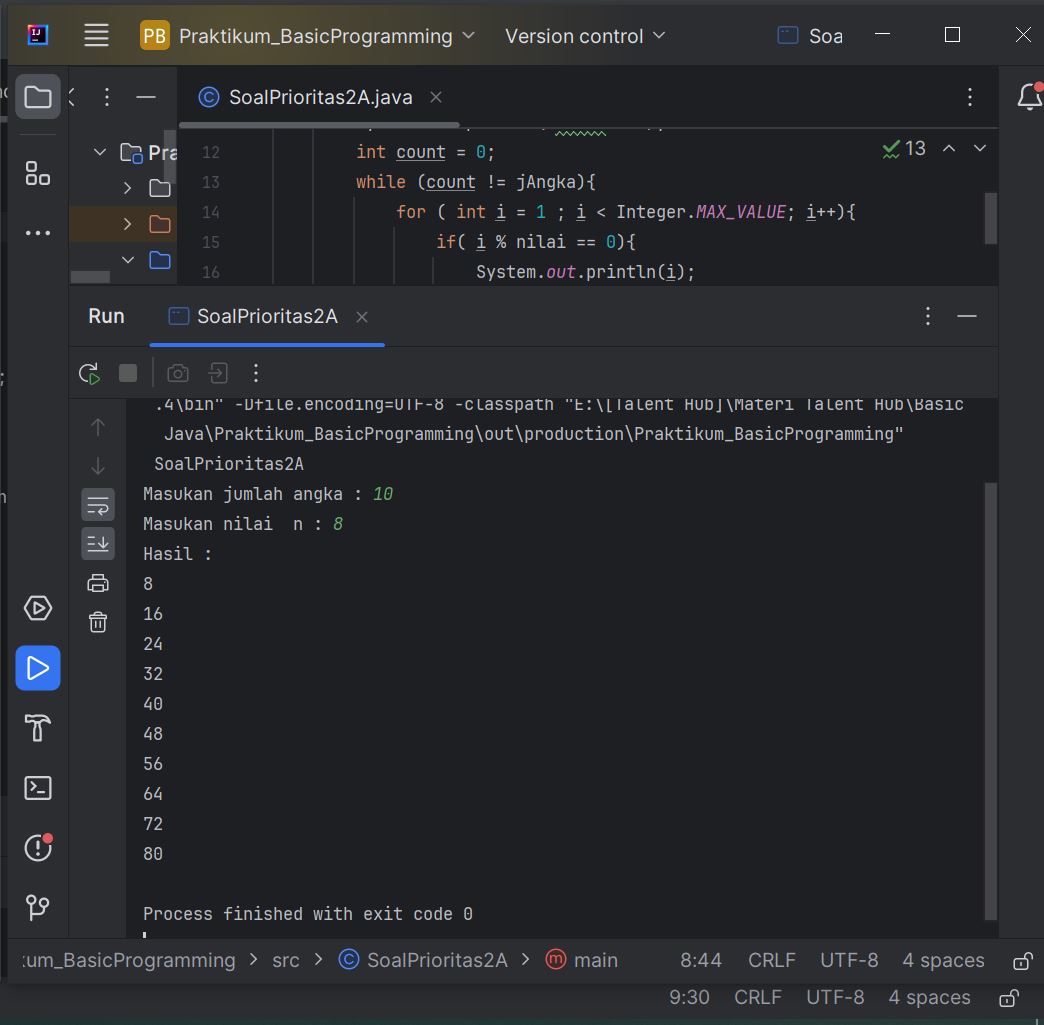 PB Praktikum_BasicProgramming Version control Soa
SoalPrioritas2A.java
Pra
13
12 int count = 0;
13 while (count != jAngka){
14 for ( int i = 1 ; i < Integer.MAX_VALUE; i++){
15 if( i % nilai == 0){
16 System.out.println(i);
Run SoalPrioritas2A
.4\bin" -Dfile.encoding=UTF-8 -classpath "E:\[Talent Hub]\Materi Talent Hub\Basic
Java\Praktikum_BasicProgramming\out\production\Praktikum_BasicProgramming"
SoalPrioritas2A
Masukan jumlah angka : 10
Masukan nilai  n : 8
Hasil :
8
16
24
32
40
48
56
64
72
80
Process finished with exit code 0
kum_BasicProgramming > src > SoalPrioritas2A > main 8:44 CRLF UTF-8 4 spaces
9:30 CRLF UTF-8 4 spaces